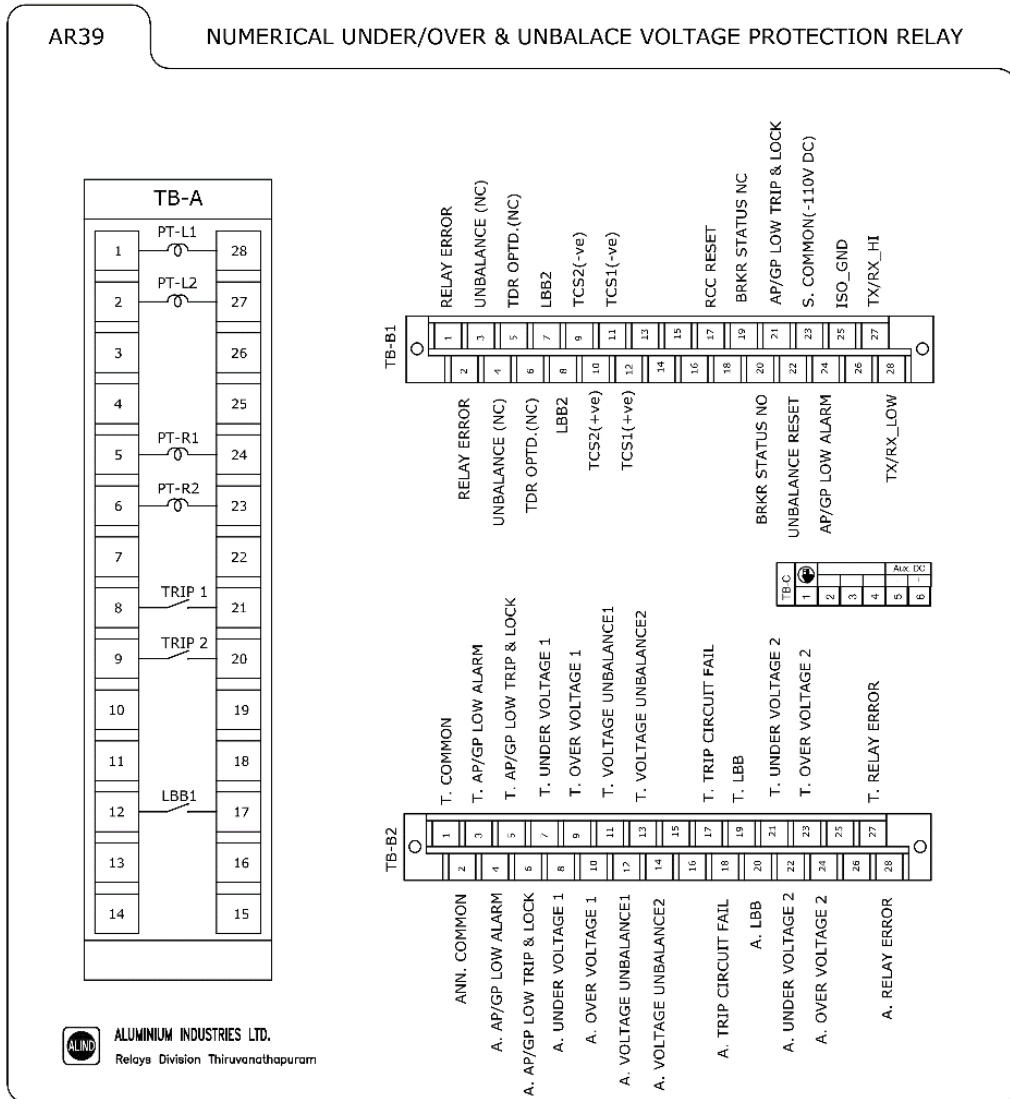 AR39
NUMERICAL UNDER/OVER & UNBALACE VOLTAGE PROTECTION RELAY
TB-A
1 PT-L1 28
2 PT-L2 27
3 26
4 25
5 PT-R1 24
6 PT-R2 23
7 22
8 TRIP 1 21
9 TRIP 2 20
10 19
11 18
12 LBB1 17
13 16
14 15
TB-B1
RELAY ERROR
UNBALANCE (NC)
TDR OPTD.(NC)
LBB2
TCS2(-ve)
TCS1(-ve)
RCC RESET
BRKR STATUS NC
AP/GP LOW TRIP & LOCK
S. COMMON(-110V DC)
ISO_GND
TX/RX_HI
1 3 5 7 9 11 13 15 17 19 21 23 25 27
2 4 6 8 10 12 14 16 18 20 22 24 26 28
RELAY ERROR
UNBALANCE (NC)
TDR OPTD.(NC)
LBB2
TCS2(+ve)
TCS1(+ve)
BRKR STATUS NO
UNBALANCE RESET
AP/GP LOW ALARM
TX/RX_LOW
TB-C
Aux. DC
1 2 3 4 5 6
TB-B2
T. COMMON
T. AP/GP LOW ALARM
T. AP/GP LOW TRIP & LOCK
T. UNDER VOLTAGE 1
T. OVER VOLTAGE 1
T. VOLTAGE UNBALANCE1
T. VOLTAGE UNBALANCE2
T. TRIP CIRCUIT FAIL
T. LBB
T. UNDER VOLTAGE 2
T. OVER VOLTAGE 2
T. RELAY ERROR
1 3 5 7 9 11 13 15 17 19 21 23 25 27
2 4 6 8 10 12 14 16 18 20 22 24 26 28
ANN. COMMON
A. AP/GP LOW ALARM
A. AP/GP LOW TRIP & LOCK
A. UNDER VOLTAGE 1
A. OVER VOLTAGE 1
A. VOLTAGE UNBALANCE1
A. VOLTAGE UNBALANCE2
A. TRIP CIRCUIT FAIL
A. LBB
A. UNDER VOLTAGE 2
A. OVER VOLTAGE 2
A. RELAY ERROR
ALIND
ALUMINIUM INDUSTRIES LTD.
Relays Division Thiruvanathapuram